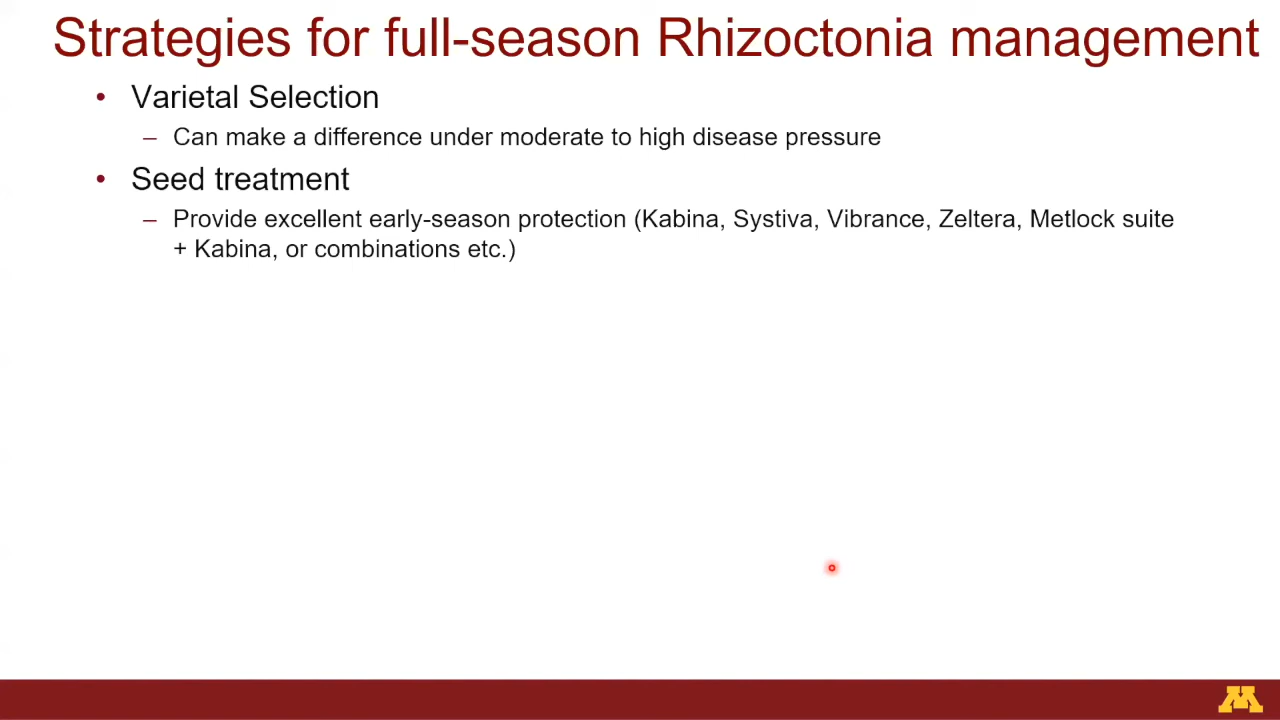 Strategies for full-season Rhizoctonia management
• Varietal Selection
– Can make a difference under moderate to high disease pressure
• Seed treatment
– Provide excellent early-season protection (Kabina, Systiva, Vibrance, Zeltera, Metlock suite
+ Kabina, or combinations etc.)
M